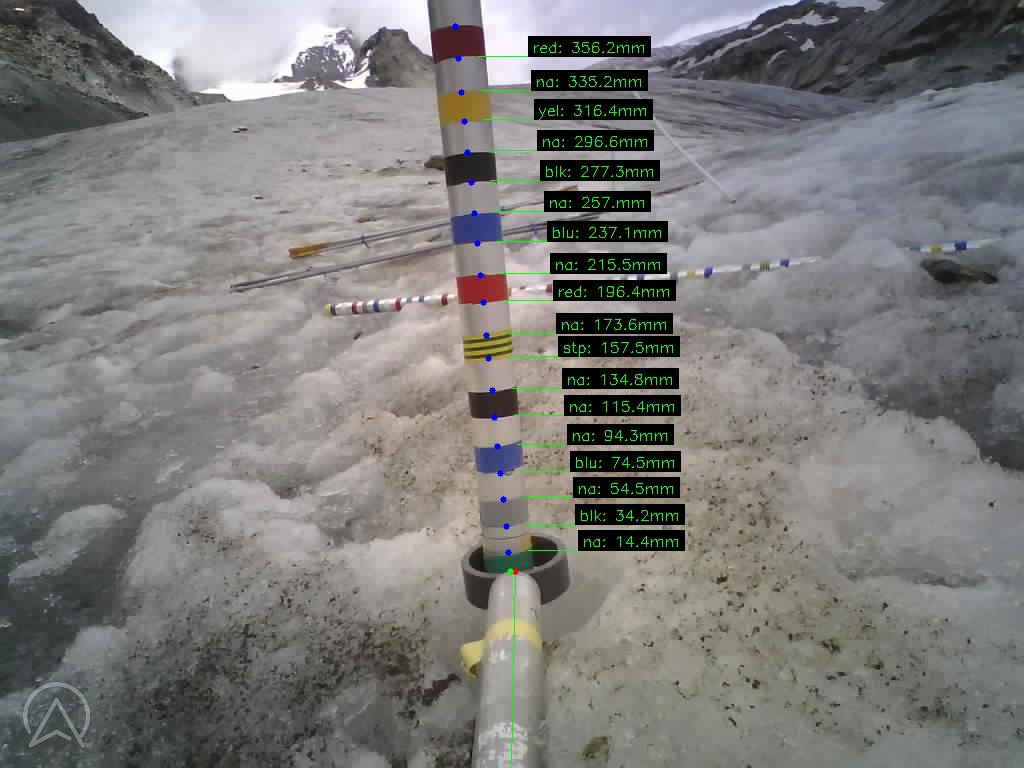 red: 356.2mm
na: 335.2mm
yel: 316.4mm
na: 296.6mm
blk: 277.3mm
na: 257.mm
blu: 237.1mm
na: 215.5mm
red: 196.4mm
na: 173.6mm
stp: 157.5mm
na: 134.8mm
na: 115.4mm
na: 94.3mm
blu: 74.5mm
na: 54.5mm
blk: 34.2mm
na: 14.4mm